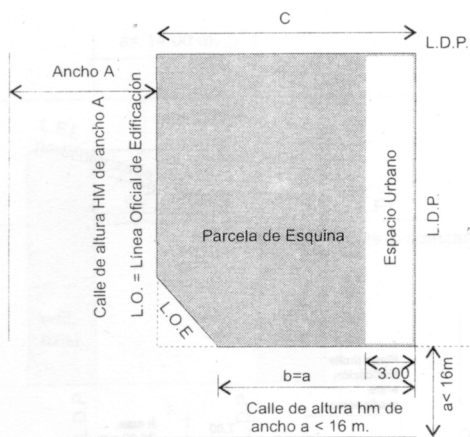 C
L.D.P.
Ancho A
Calle de altura HM de ancho A
L.O. = Línea Oficial de Edificación
Parcela de Esquina
Espacio Urbano
L.D.P.
L.O.E
3.00
b=a
a< 16m
Calle de altura hm de
ancho a < 16 m.